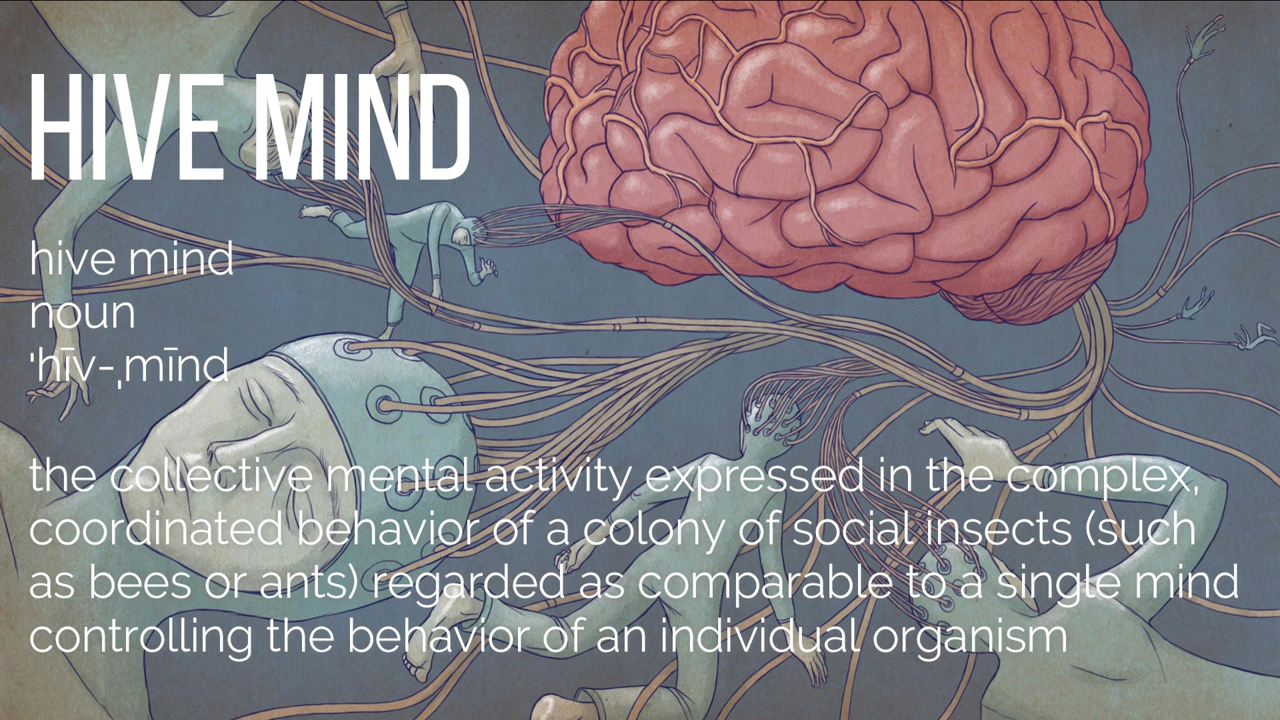 HIVE MIND
hive mind
noun
ˈhīv-ˌmīnd
the collective mental activity expressed in the complex,
coordinated behavior of a colony of social insects (such
as bees or ants) regarded as comparable to a single mind
controlling the behavior of an individual organism